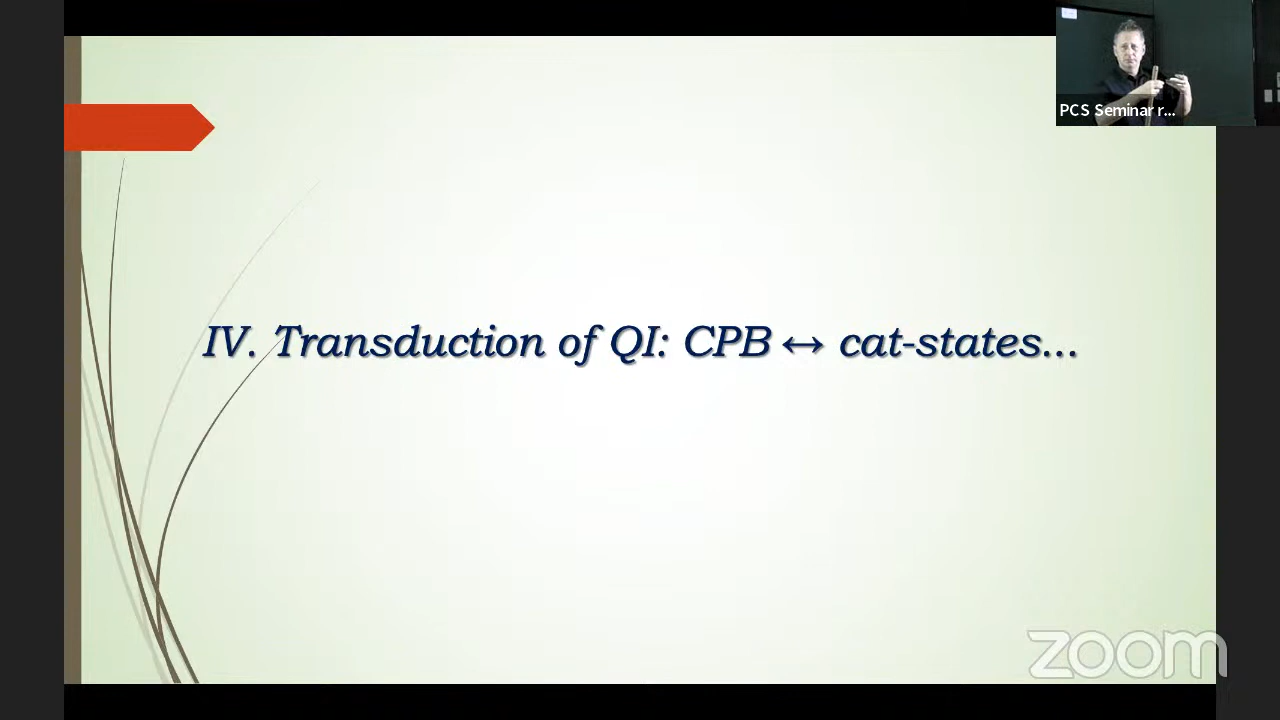 PCS Seminar r...
IV. Transduction of QI: CPB ↔ cat-states...
zoom